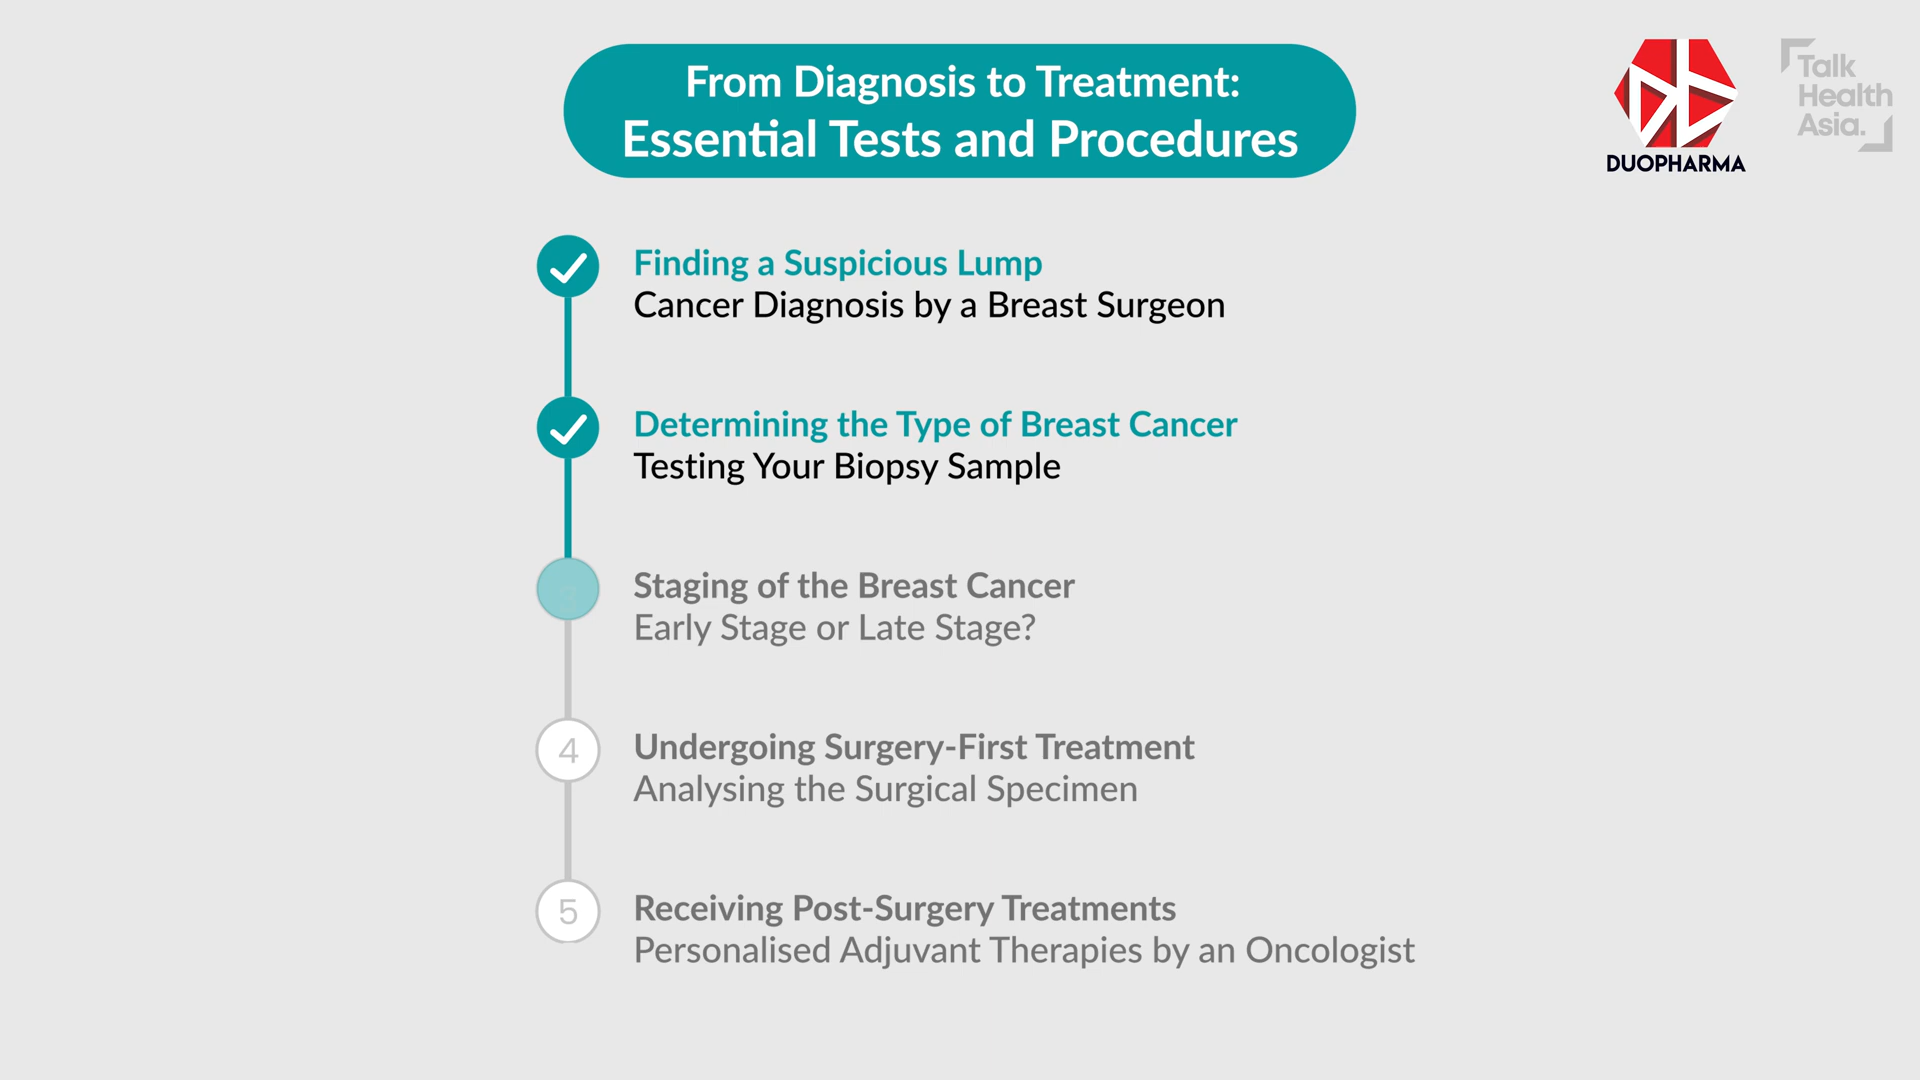 From Diagnosis to Treatment:
Essential Tests and Procedures
DUOPHARMA
Talk
Health
Asia.
Finding a Suspicious Lump
Cancer Diagnosis by a Breast Surgeon
Determining the Type of Breast Cancer
Testing Your Biopsy Sample
3
Staging of the Breast Cancer
Early Stage or Late Stage?
4
Undergoing Surgery-First Treatment
Analysing the Surgical Specimen
5
Receiving Post-Surgery Treatments
Personalised Adjuvant Therapies by an Oncologist